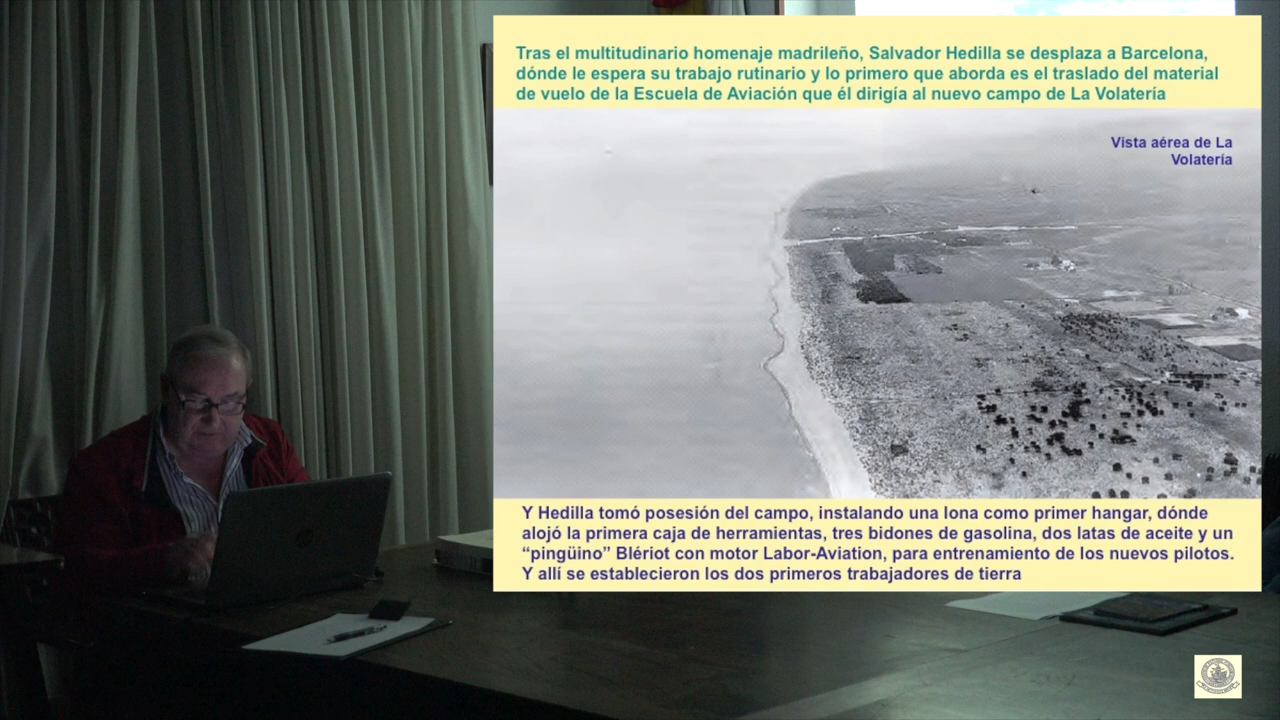 Tras el multitudinario homenaje madrileño, Salvador Hedilla se desplaza a Barcelona,
dónde le espera su trabajo rutinario y lo primero que aborda es el traslado del material
de vuelo de la Escuela de Aviación que él dirigía al nuevo campo de La Volatería
Vista aérea de La
Volatería
Y Hedilla tomó posesión del campo, instalando una lona como primer hangar, dónde
alojó la primera caja de herramientas, tres bidones de gasolina, dos latas de aceite y un
“pingüino” Blériot con motor Labor-Aviation, para entrenamiento de los nuevos pilotos.
Y allí se establecieron los dos primeros trabajadores de tierra